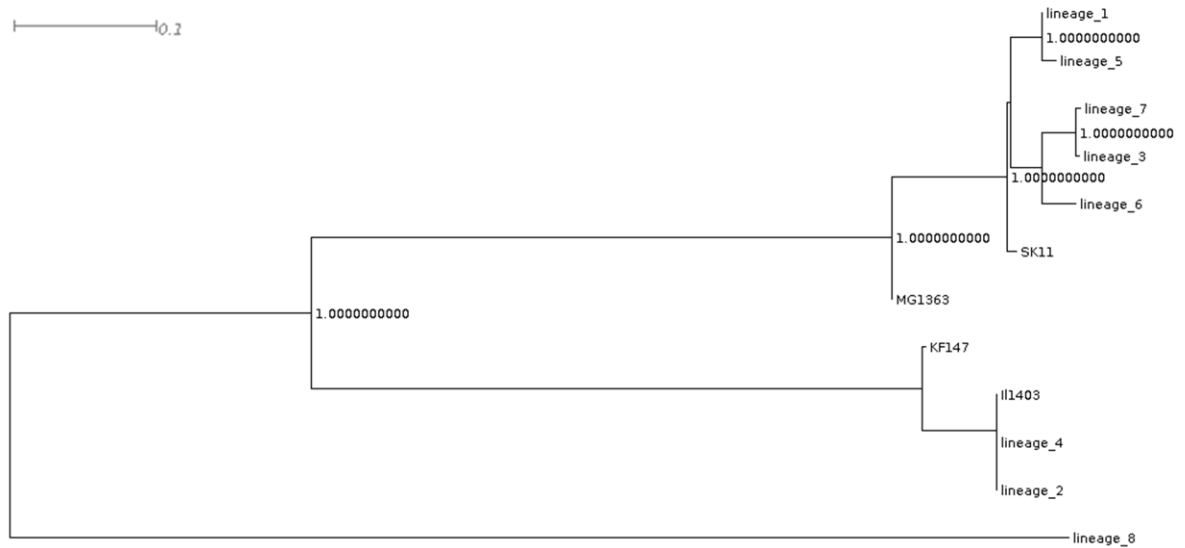 lineage_1
0.1
1.0000000000
lineage_5
lineage_7
1.0000000000
lineage_3
1.0000000000
lineage_6
1.0000000000
SK11
MG1363
1.0000000000
KF147
Il1403
lineage_4
lineage_2
lineage_8